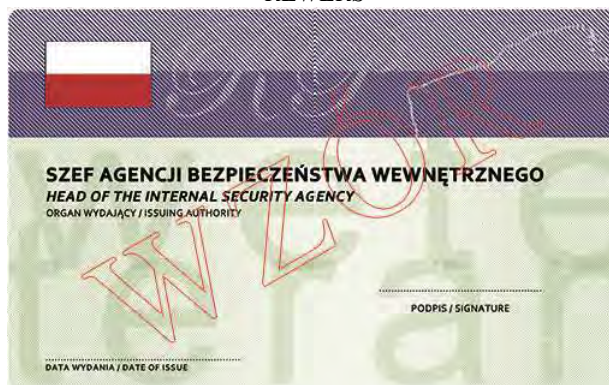 REWERS
SZEF AGENCJI BEZPIECZEŃSTWA WEWNĘTRZNEGO
HEAD OF THE INTERNAL SECURITY AGENCY
ORGAN WYDAJĄCY / ISSUING AUTHORITY
WZÓR
PODPIS / SIGNATURE
DATA WYDANIA / DATE OF ISSUE